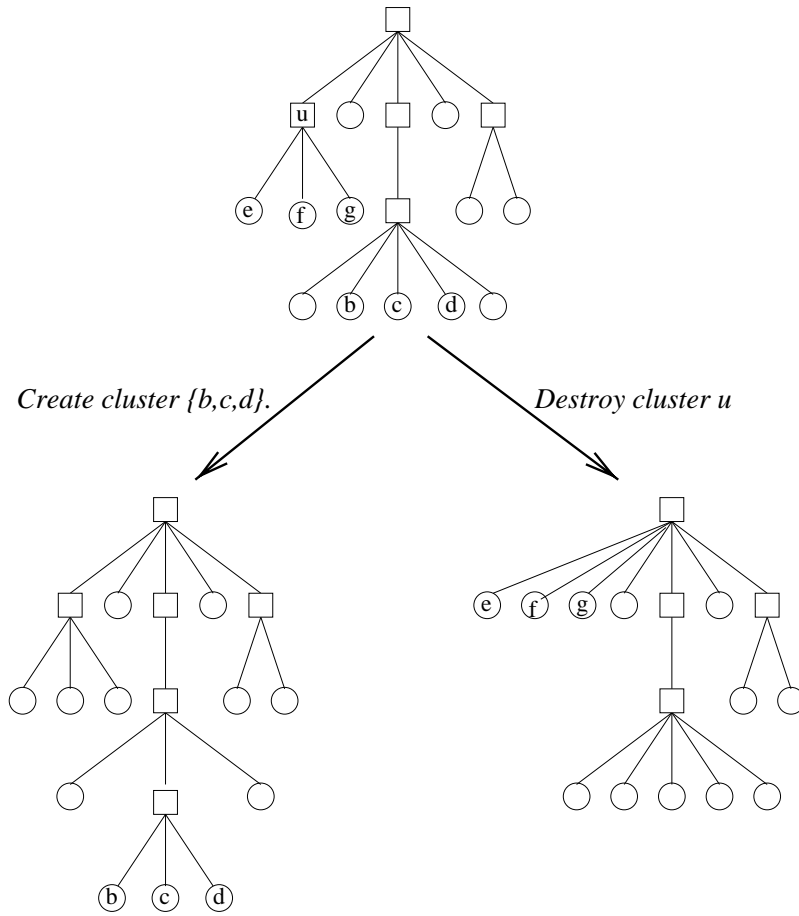 u
e f g
b c d
Create cluster {b,c,d}.
Destroy cluster u
e f g
b c d